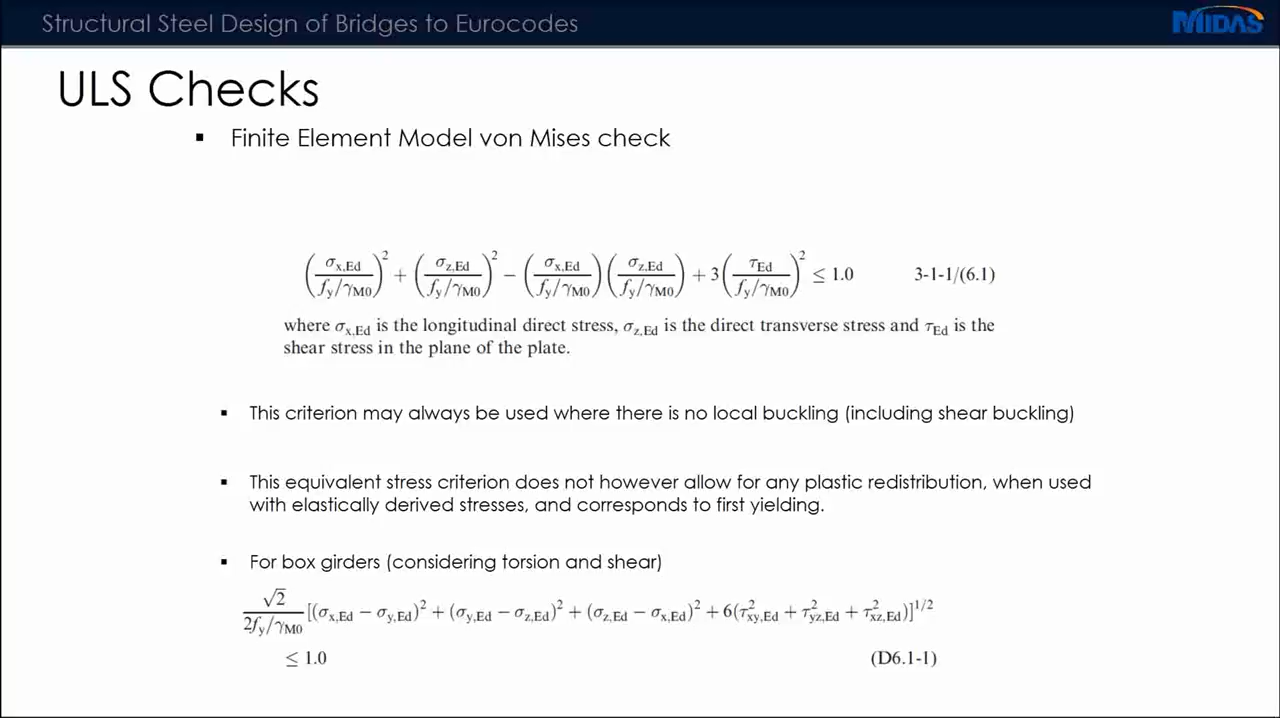 Structural Steel Design of Bridges to Eurocodes
MIDAS
ULS Checks
▪ Finite Element Model von Mises check
(σx,Ed / (fy/γM0))² + (σz,Ed / (fy/γM0))² − (σx,Ed / (fy/γM0)) (σz,Ed / (fy/γM0)) + 3 (τEd / (fy/γM0))² ≤ 1.0 3-1-1/(6.1)
where σx,Ed is the longitudinal direct stress, σz,Ed is the direct transverse stress and τEd is the
shear stress in the plane of the plate.
▪ This criterion may always be used where there is no local buckling (including shear buckling)
▪ This equivalent stress criterion does not however allow for any plastic redistribution, when used
with elastically derived stresses, and corresponds to first yielding.
▪ For box girders (considering torsion and shear)
√2 / (2fy/γM0) [(σx,Ed − σy,Ed)² + (σy,Ed − σz,Ed)² + (σz,Ed − σx,Ed)² + 6(τ²xy,Ed + τ²yz,Ed + τ²xz,Ed)]^1/2
≤ 1.0 (D6.1-1)